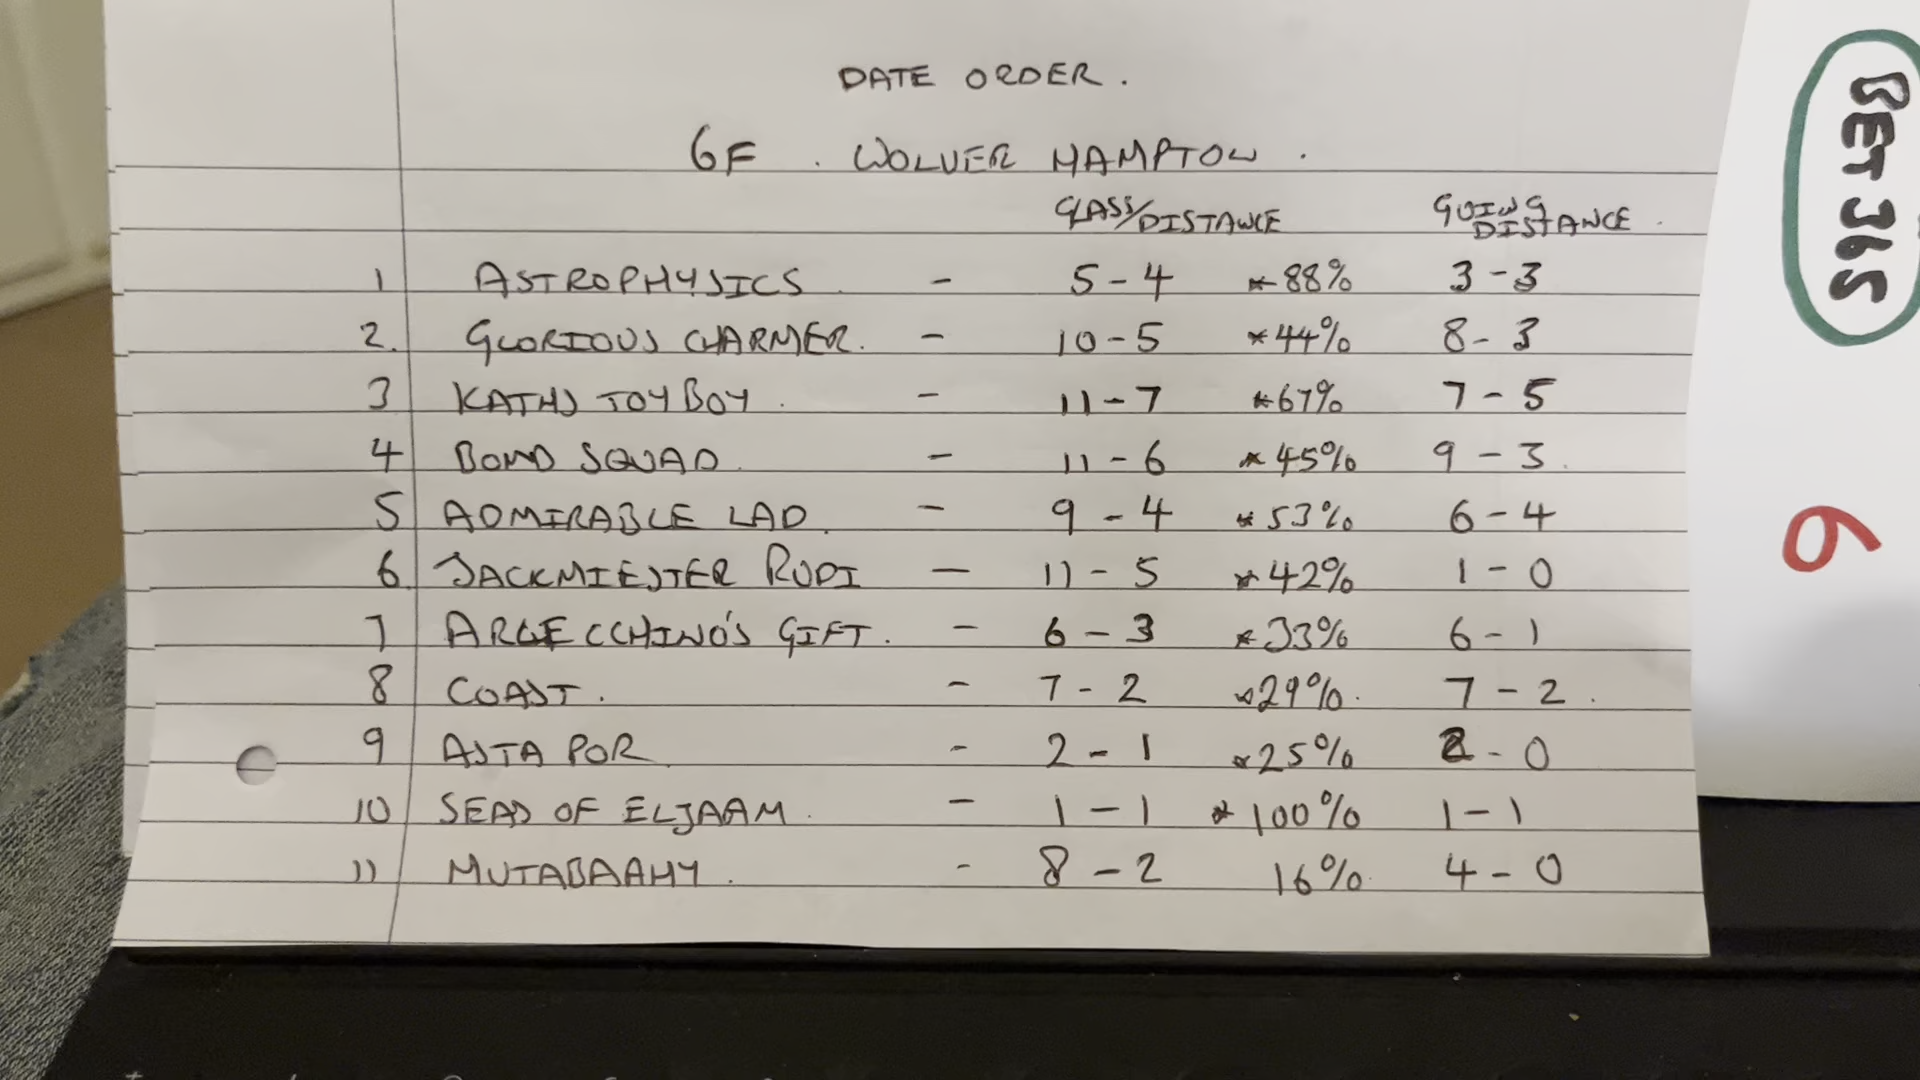 DATE ORDER.
6F . WOLVER HAMPTON .
CLASS/DISTANCE GOING DISTANCE .
1 ASTROPHYSICS . - 5-4 *88% 3-3
2. GLORIOUS CHARMER. - 10-5 *44% 8-3
3 KATHS TOY BOY . - 11-7 *67% 7-5
4 BOMB SQUAD . - 11-6 *45% 9-3 .
5 ADMIRABLE LAD . - 9-4 *53% 6-4
6. JACKMIESTER RUDI - 11-5 *42% 1-0
7 ARLECCHINO'S GIFT. - 6-3 *33% 6-1
8 COAST . - 7-2 *29% . 7-2 .
9 ASTA POR . - 2-1 *25% 2-0
10 SEAS OF ELJAAM . - 1-1 *100% 1-1
11 MUTABAAHY . - 8-2 16% 4-0
BET 365
6